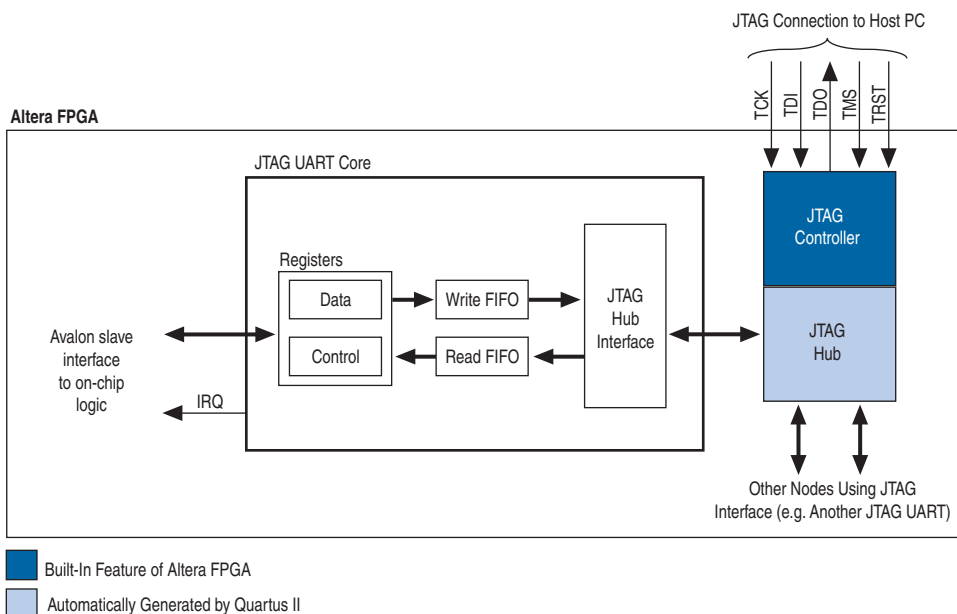 JTAG Connection to Host PC
TCK
TDI
TDO
TMS
TRST
Altera FPGA
JTAG UART Core
JTAG
Controller
Registers
Data
Write FIFO
JTAG
Hub
Interface
Control
Read FIFO
JTAG
Hub
Avalon slave
interface
to on-chip
logic
IRQ
Other Nodes Using JTAG
Interface (e.g. Another JTAG UART)
Built-In Feature of Altera FPGA
Automatically Generated by Quartus II